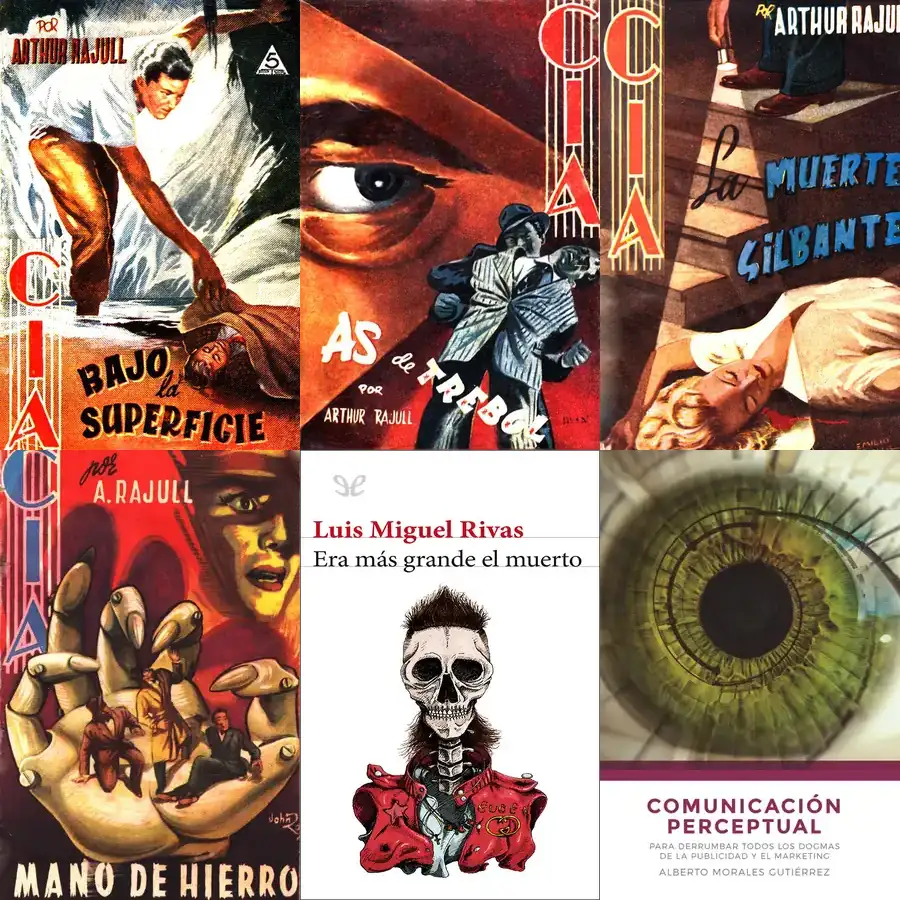 POR
ARTHUR RAJULL
5
CIA
BAJO
la
SUPERFICIE
CIA
AS
de
TREBOL
POR
ARTHUR RAJULL
CIA
POR
ARTHUR RAJUL
La
MUERTE
SILBANTE
CIA
por
A. RAJULL
MANO DE HIERRO
Luis Miguel Rivas
Era más grande el muerto
GUCCI
COMUNICACIÓN
PERCEPTUAL
PARA DERRUMBAR TODOS LOS DOGMAS
DE LA PUBLICIDAD Y EL MARKETING
ALBERTO MORALES GUTIÉRREZ